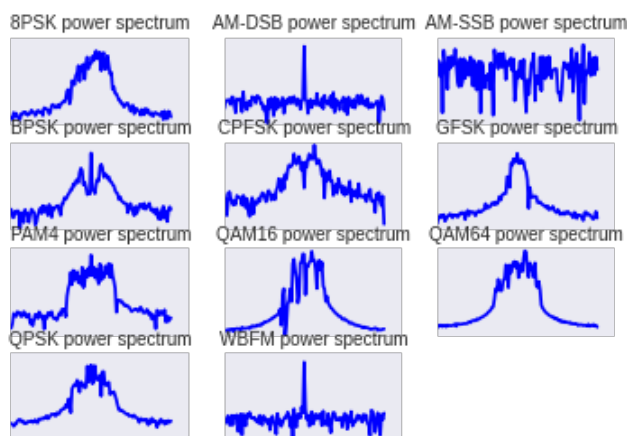 8PSK power spectrum AM-DSB power spectrum AM-SSB power spectrum
BPSK power spectrum CPFSK power spectrum GFSK power spectrum
PAM4 power spectrum QAM16 power spectrum QAM64 power spectrum
QPSK power spectrum WBFM power spectrum